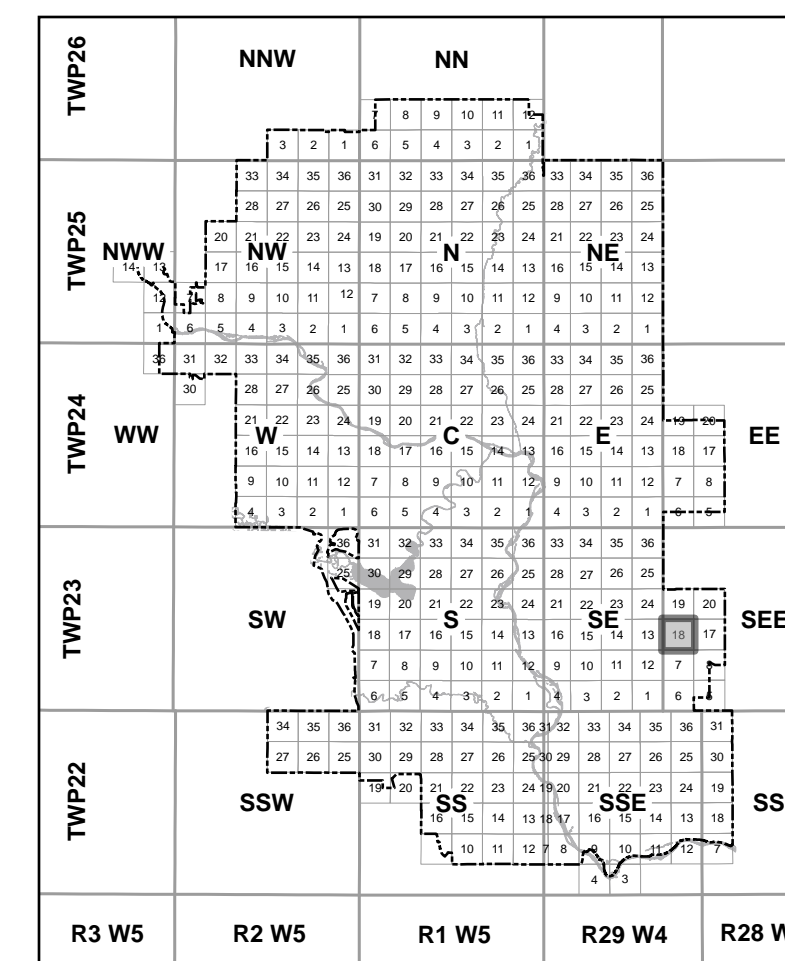 TWP26
NNW NN
7 8 9 10 11 12
3 2 1 6 5 4 3 2 1
TWP25
33 34 35 36 31 32 33 34 35 36 33 34 35 36
28 27 26 25 30 29 28 27 26 25 28 27 26 25
20 21 22 23 24 19 20 21 22 23 24 21 22 23 24
NWW NW N NE
14 13 17 16 15 14 13 18 17 16 15 14 13 16 15 14 13
12 7 8 9 10 11 12 7 8 9 10 11 12 9 10 11 12
1 6 5 4 3 2 1 6 5 4 3 2 1 4 3 2 1
TWP24
36 31 32 33 34 35 36 31 32 33 34 35 36 33 34 35 36
30 28 27 26 25 30 29 28 27 26 25 28 27 26 25
21 22 23 24 19 20 21 22 23 24 21 22 23 24 19 20
WW W C E EE
16 15 14 13 18 17 16 15 14 13 16 15 14 13 18 17
9 10 11 12 7 8 9 10 11 12 9 10 11 12 7 8
4 3 2 1 6 5 4 3 2 1 4 3 2 1 6 5
TWP23
36 31 32 33 34 35 36 33 34 35 36
25 30 29 28 27 26 25 28 27 26 25
19 20 21 22 23 24 21 22 23 24 19 20
SW S SE SEE
18 17 16 15 14 13 16 15 14 13 18 17
7 8 9 10 11 12 9 10 11 12 7 8
6 5 4 3 2 1 4 3 2 1 6 5
TWP22
34 35 36 31 32 33 34 35 36 31 32 33 34 35 36 31
27 26 25 30 29 28 27 26 25 30 29 28 27 26 25 30
19 20 21 22 23 24 19 20 21 22 23 24 19
SSW SS SSE SS
16 15 14 13 18 17 16 15 14 13 18
10 11 12 7 8 9 10 11 12 7
4 3
R3 W5 R2 W5 R1 W5 R29 W4 R28 W